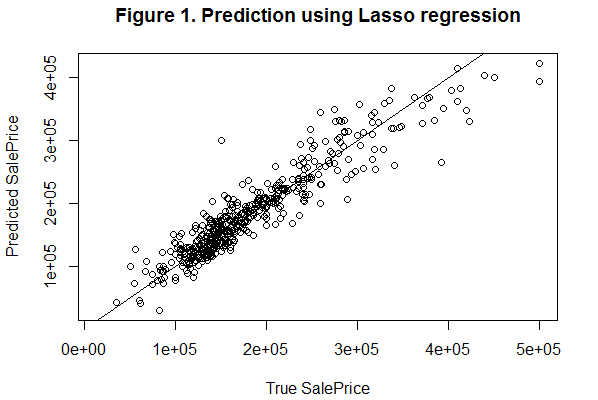 Figure 1. Prediction using Lasso regression
Predicted SalePrice
4e+05
3e+05
2e+05
1e+05
0e+00 1e+05 2e+05 3e+05 4e+05 5e+05
True SalePrice